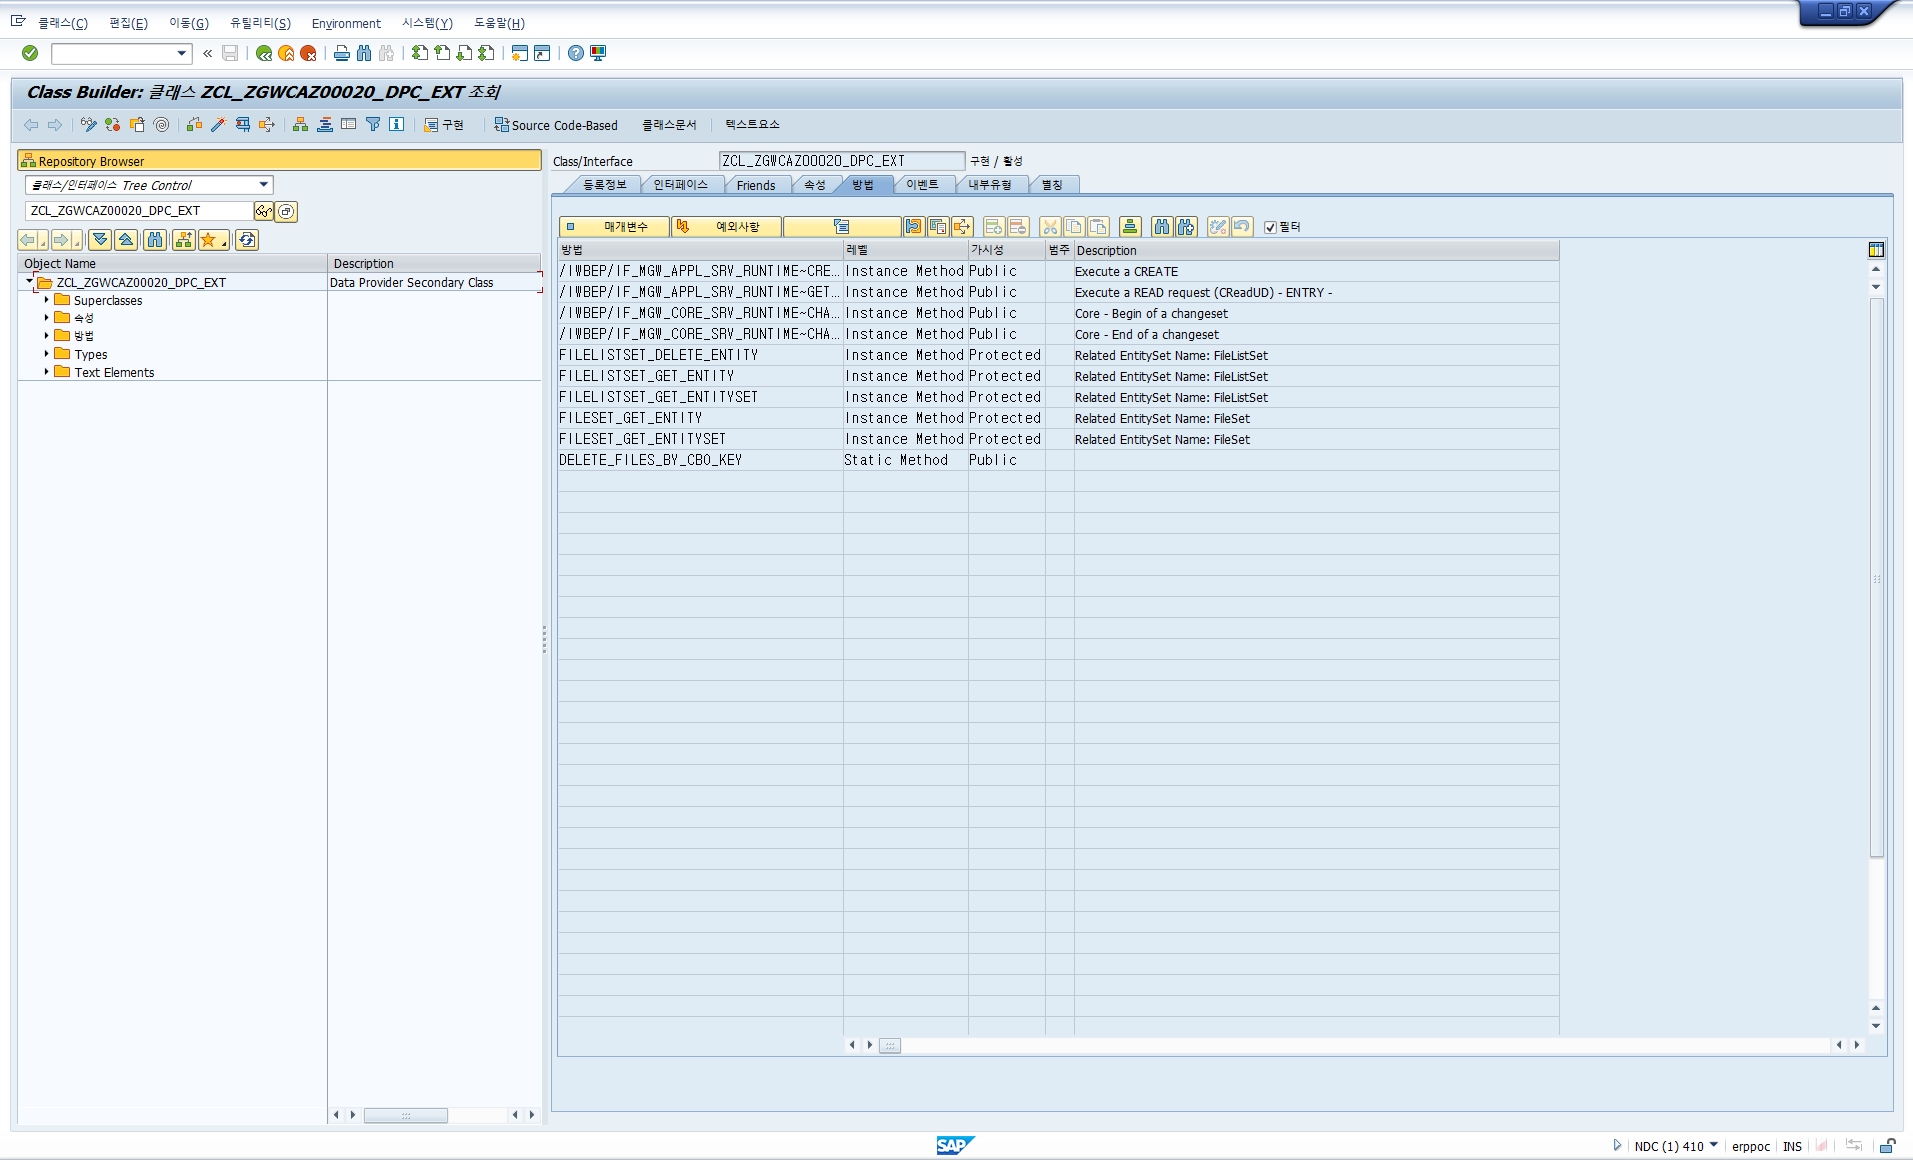 클래스(C) 편집(E) 이동(G) 유틸리티(S) Environment 시스템(Y) 도움말(H)
Class Builder: 클래스 ZCL_ZGWCAZ00020_DPC_EXT 조회
구현 Source Code-Based 클래스문서 텍스트요소
Repository Browser
클래스/인터페이스 Tree Control
ZCL_ZGWCAZ00020_DPC_EXT
Object Name Description
ZCL_ZGWCAZ00020_DPC_EXT Data Provider Secondary Class
Superclasses
속성
방법
Types
Text Elements
Class/Interface ZCL_ZGWCAZ00020_DPC_EXT 구현 / 활성
등록정보 인터페이스 Friends 속성 방법 이벤트 내부유형 별칭
매개변수 예외사항 필터
방법 레벨 가시성 범주 Description
/IWBEP/IF_MGW_APPL_SRV_RUNTIME~CRE... Instance Method Public Execute a CREATE
/IWBEP/IF_MGW_APPL_SRV_RUNTIME~GET... Instance Method Public Execute a READ request (CReadUD) - ENTRY -
/IWBEP/IF_MGW_CORE_SRV_RUNTIME~CHA... Instance Method Public Core - Begin of a changeset
/IWBEP/IF_MGW_CORE_SRV_RUNTIME~CHA... Instance Method Public Core - End of a changeset
FILELISTSET_DELETE_ENTITY Instance Method Protected Related EntitySet Name: FileListSet
FILELISTSET_GET_ENTITY Instance Method Protected Related EntitySet Name: FileListSet
FILELISTSET_GET_ENTITYSET Instance Method Protected Related EntitySet Name: FileListSet
FILESET_GET_ENTITY Instance Method Protected Related EntitySet Name: FileSet
FILESET_GET_ENTITYSET Instance Method Protected Related EntitySet Name: FileSet
DELETE_FILES_BY_CBO_KEY Static Method Public
SAP
NDC (1) 410 erppoc INS